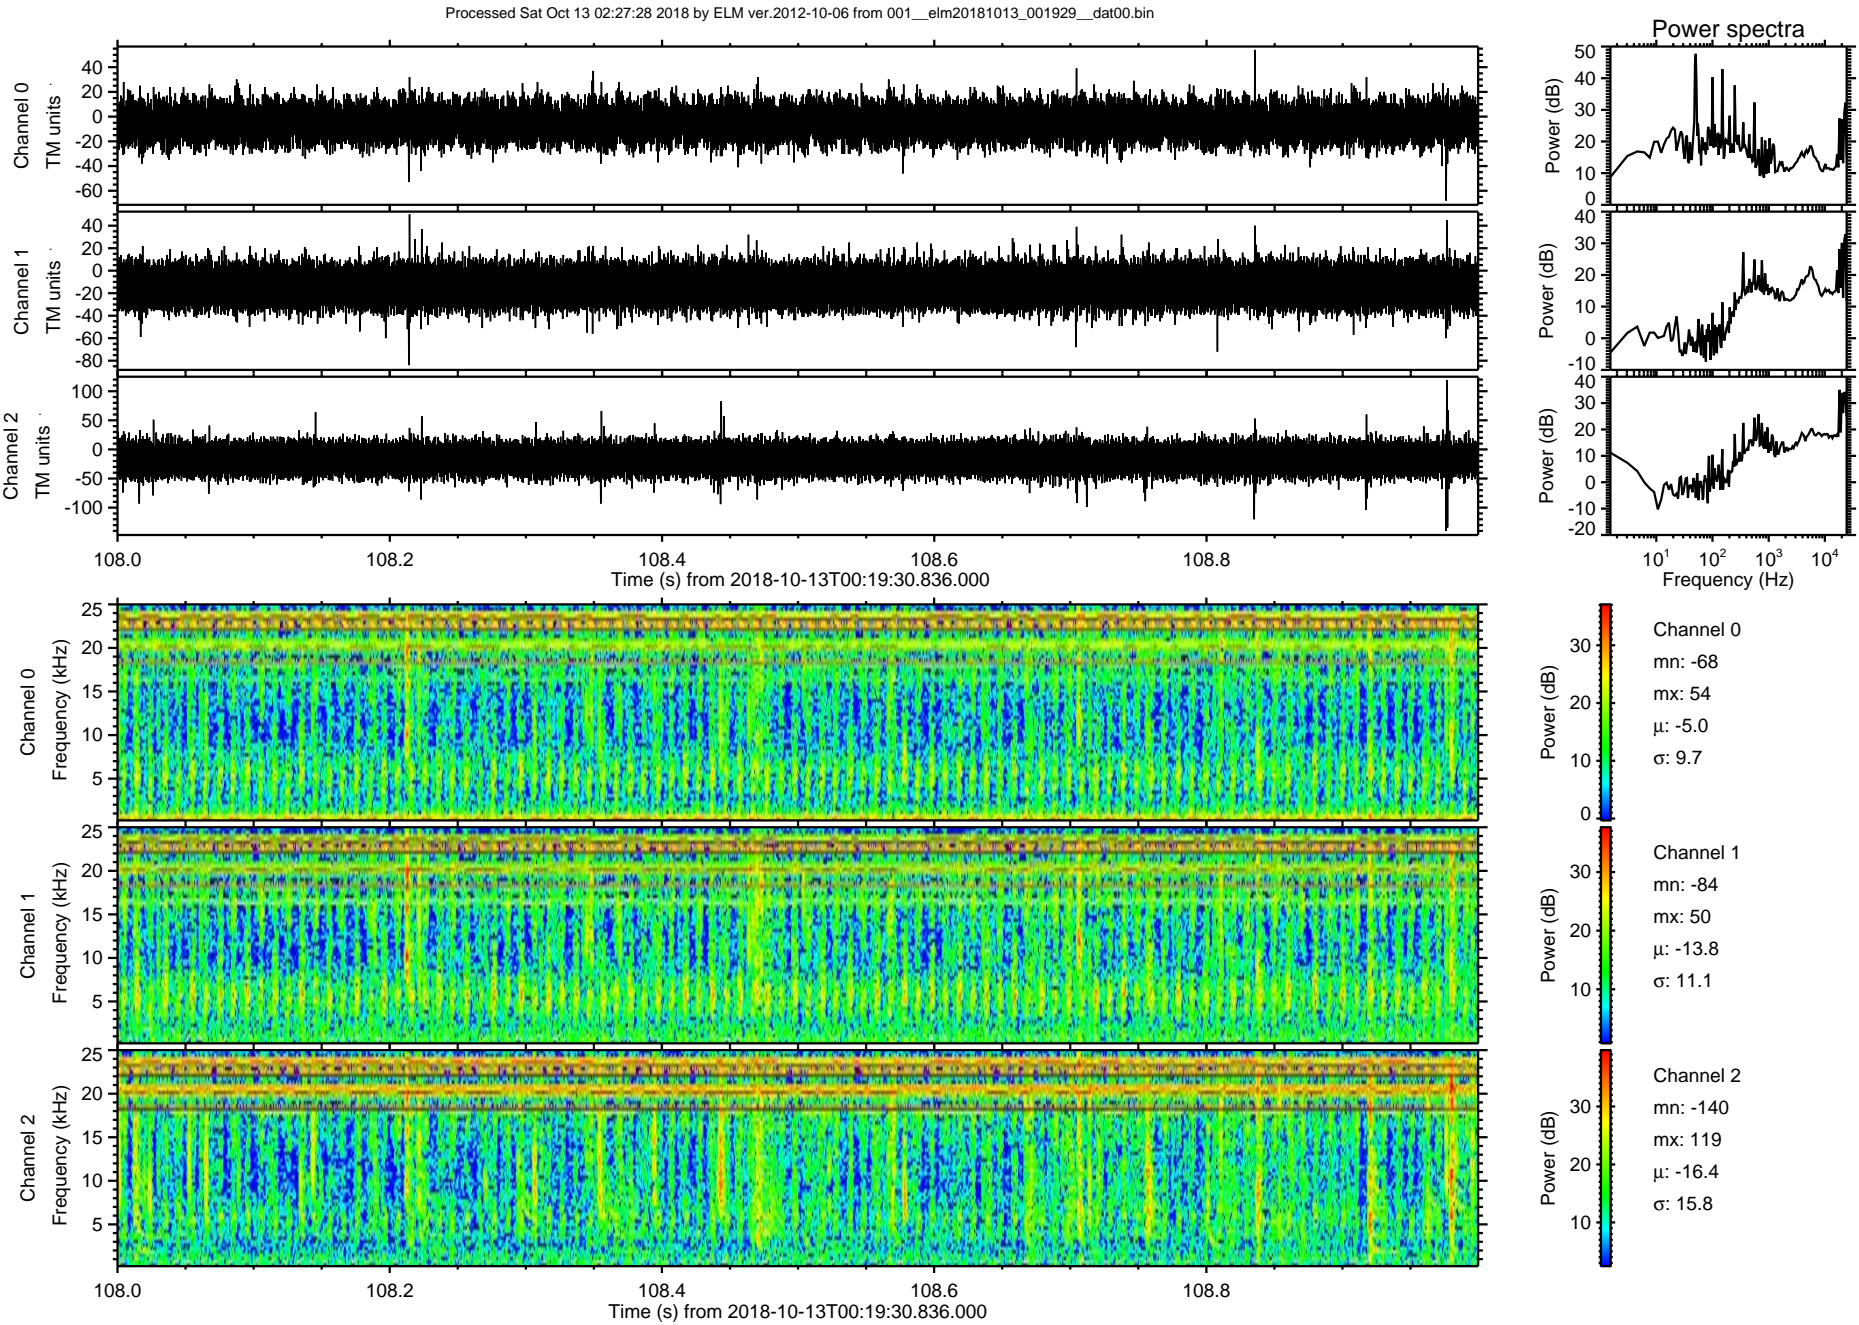 Processed Sat Oct 13 02:27:28 2018 by ELM ver.2012-10-06 from 001__elm20181013_001929__dat00.bin
Power spectra
Channel 0
TM units
40
20
0
-20
-40
-60
Power (dB)
50
40
30
20
10
0
Channel 1
TM units
40
20
0
-20
-40
-60
-80
Power (dB)
40
30
20
10
0
-10
Channel 2
TM units
100
50
0
-50
-100
Power (dB)
40
30
20
10
0
-10
-20
108.0 108.2 108.4 108.6 108.8
Time (s) from 2018-10-13T00:19:30.836.000
10¹ 10² 10³ 10⁴
Frequency (Hz)
Channel 0
Frequency (kHz)
25
20
15
10
5
Power (dB)
30
20
10
0
Channel 0
mn: -68
mx: 54
μ: -5.0
σ: 9.7
Channel 1
Frequency (kHz)
25
20
15
10
5
Power (dB)
30
20
10
Channel 1
mn: -84
mx: 50
μ: -13.8
σ: 11.1
Channel 2
Frequency (kHz)
25
20
15
10
5
Power (dB)
30
20
10
Channel 2
mn: -140
mx: 119
μ: -16.4
σ: 15.8
108.0 108.2 108.4 108.6 108.8
Time (s) from 2018-10-13T00:19:30.836.000